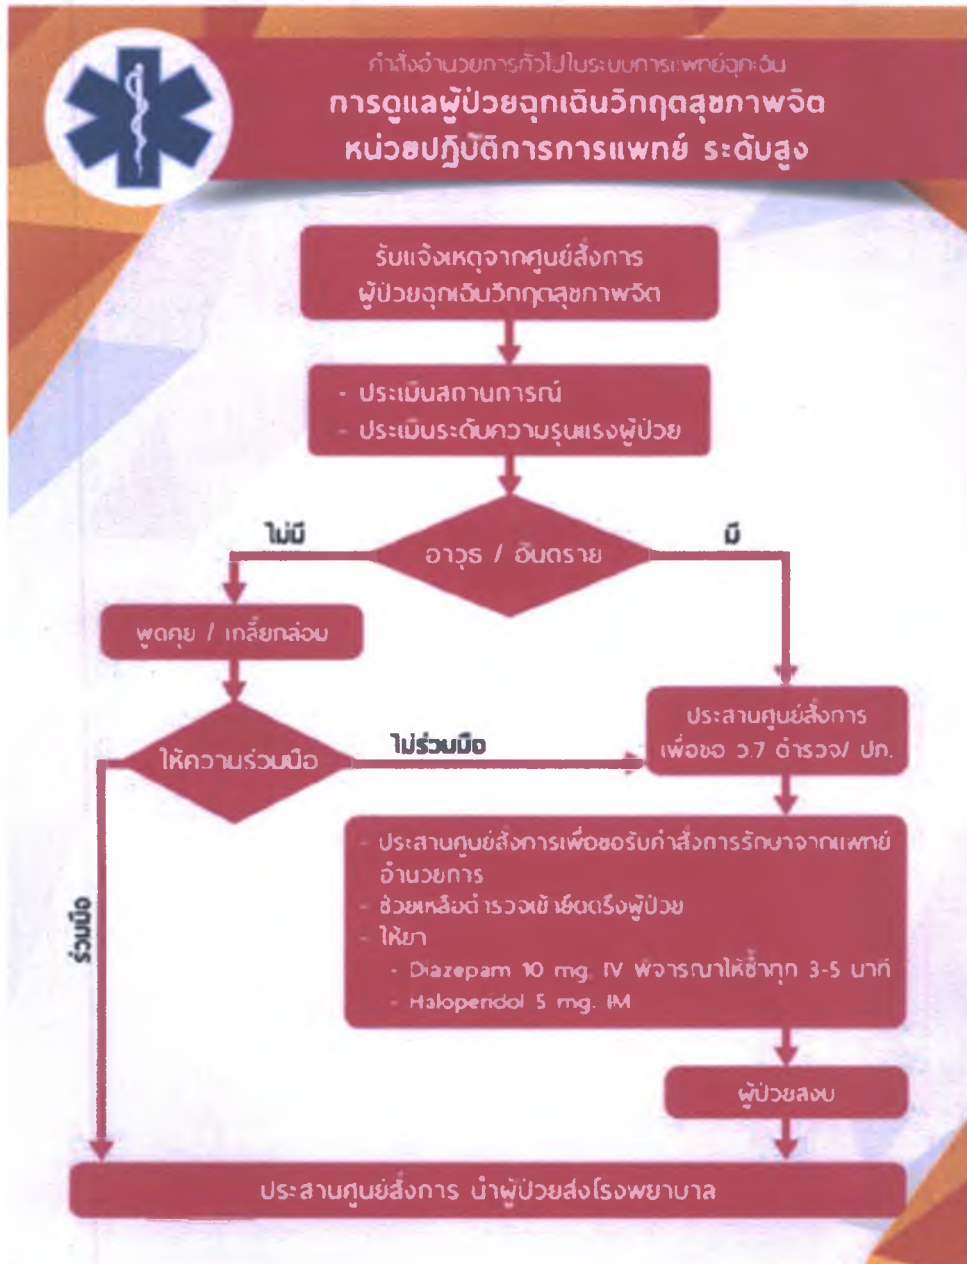 คำสั่งอำนวยการทั่วไปในระบบการแพทย์ฉุกเฉิน
การดูแลผู้ป่วยฉุกเฉินวิกฤตสุขภาพจิต
หน่วยปฏิบัติการการแพทย์ ระดับสูง
รับแจ้งเหตุจากศูนย์สั่งการ
ผู้ป่วยฉุกเฉินวิกฤตสุขภาพจิต
- ประเมินสถานการณ์
- ประเมินระดับความรุนแรงผู้ป่วย
อาวุธ / อันตราย
ไม่มี
มี
พูดคุย / เกลี้ยกล่อม
ให้ความร่วมมือ
ไม่ร่วมมือ
ร่วมมือ
ประสานศูนย์สั่งการ
เพื่อขอ ว.7 ตำรวจ/ ปภ.
- ประสานศูนย์สั่งการเพื่อขอรับคำสั่งการรักษาจากแพทย์
อำนวยการ
- ช่วยเหลือตำรวจเข้ายึดตรึงผู้ป่วย
- ให้ยา
- Diazepam 10 mg. IV พิจารณาให้ซ้ำทุก 3-5 นาที
- Haloperidol 5 mg. IM
ผู้ป่วยสงบ
ประสานศูนย์สั่งการ นำผู้ป่วยส่งโรงพยาบาล